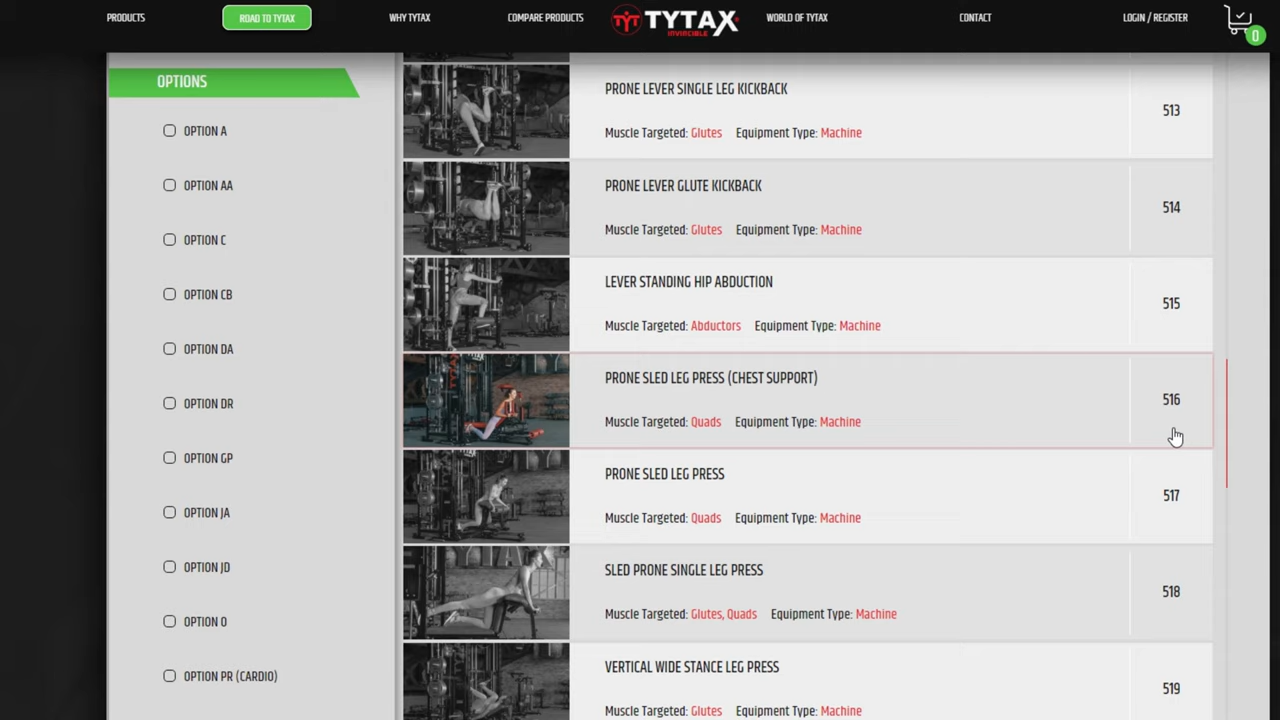 PRODUCTS
ROAD TO TYTAX
WHY TYTAX
COMPARE PRODUCTS
TYTAX
INVINCIBLE
WORLD OF TYTAX
CONTACT
LOGIN / REGISTER
0
OPTIONS
OPTION A
OPTION AA
OPTION C
OPTION CB
OPTION DA
OPTION DR
OPTION GP
OPTION JA
OPTION JD
OPTION O
OPTION PR (CARDIO)
PRONE LEVER SINGLE LEG KICKBACK
Muscle Targeted: Glutes Equipment Type: Machine
513
PRONE LEVER GLUTE KICKBACK
Muscle Targeted: Glutes Equipment Type: Machine
514
LEVER STANDING HIP ABDUCTION
Muscle Targeted: Abductors Equipment Type: Machine
515
PRONE SLED LEG PRESS (CHEST SUPPORT)
Muscle Targeted: Quads Equipment Type: Machine
516
PRONE SLED LEG PRESS
Muscle Targeted: Quads Equipment Type: Machine
517
SLED PRONE SINGLE LEG PRESS
Muscle Targeted: Glutes, Quads Equipment Type: Machine
518
VERTICAL WIDE STANCE LEG PRESS
Muscle Targeted: Glutes Equipment Type: Machine
519